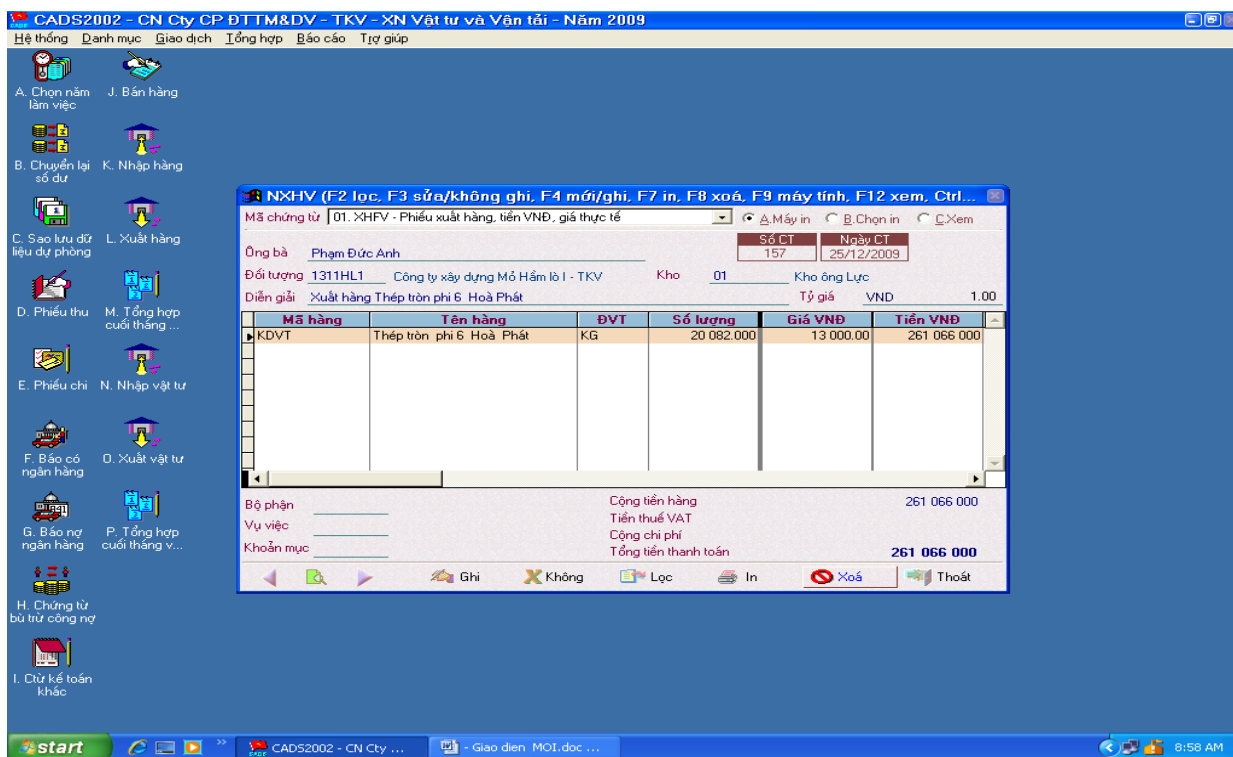 CADS2002 - CN Cty CP ĐTTM&DV - TKV - XN Vật tư và Vận tải - Năm 2009
Hệ thống Danh mục Giao dịch Tổng hợp Báo cáo Trợ giúp
A. Chọn năm làm việc
J. Bán hàng
B. Chuyển lại số dư
K. Nhập hàng
C. Sao lưu dữ liệu dự phòng
L. Xuất hàng
D. Phiếu thu
M. Tổng hợp cuối tháng ...
E. Phiếu chi
N. Nhập vật tư
F. Báo có ngân hàng
O. Xuất vật tư
G. Báo nợ ngân hàng
P. Tổng hợp cuối tháng v...
H. Chứng từ bù trừ công nợ
I. Ctừ kế toán khác
NXHV (F2 lọc, F3 sửa/không ghi, F4 mới/ghi, F7 in, F8 xoá, F9 máy tính, F12 xem, Ctrl...
Mã chứng từ 01. XHFV - Phiếu xuất hàng, tiền VNĐ, giá thực tế A.Máy in B.Chọn in C.Xem
Số CT Ngày CT
Ông bà Phạm Đức Anh 157 25/12/2009
Đối tượng 1311HL1 Công ty xây dựng Mỏ Hầm lò I - TKV Kho 01 Kho ông Lực
Diễn giải Xuất hàng Thép tròn phi 6 Hoà Phát Tỷ giá VND 1.00
Mã hàng Tên hàng ĐVT Số lượng Giá VNĐ Tiền VNĐ
KDVT Thép tròn phi 6 Hoà Phát KG 20 082.000 13 000.00 261 066 000
Bộ phận Cộng tiền hàng 261 066 000
Vụ việc Tiền thuế VAT
Cộng chi phí
Khoản mục Tổng tiền thanh toán 261 066 000
Ghi Không Lọc In Xoá Thoát
start CADS2002 - CN Cty ... - Giao dien MOI.doc ... 8:58 AM